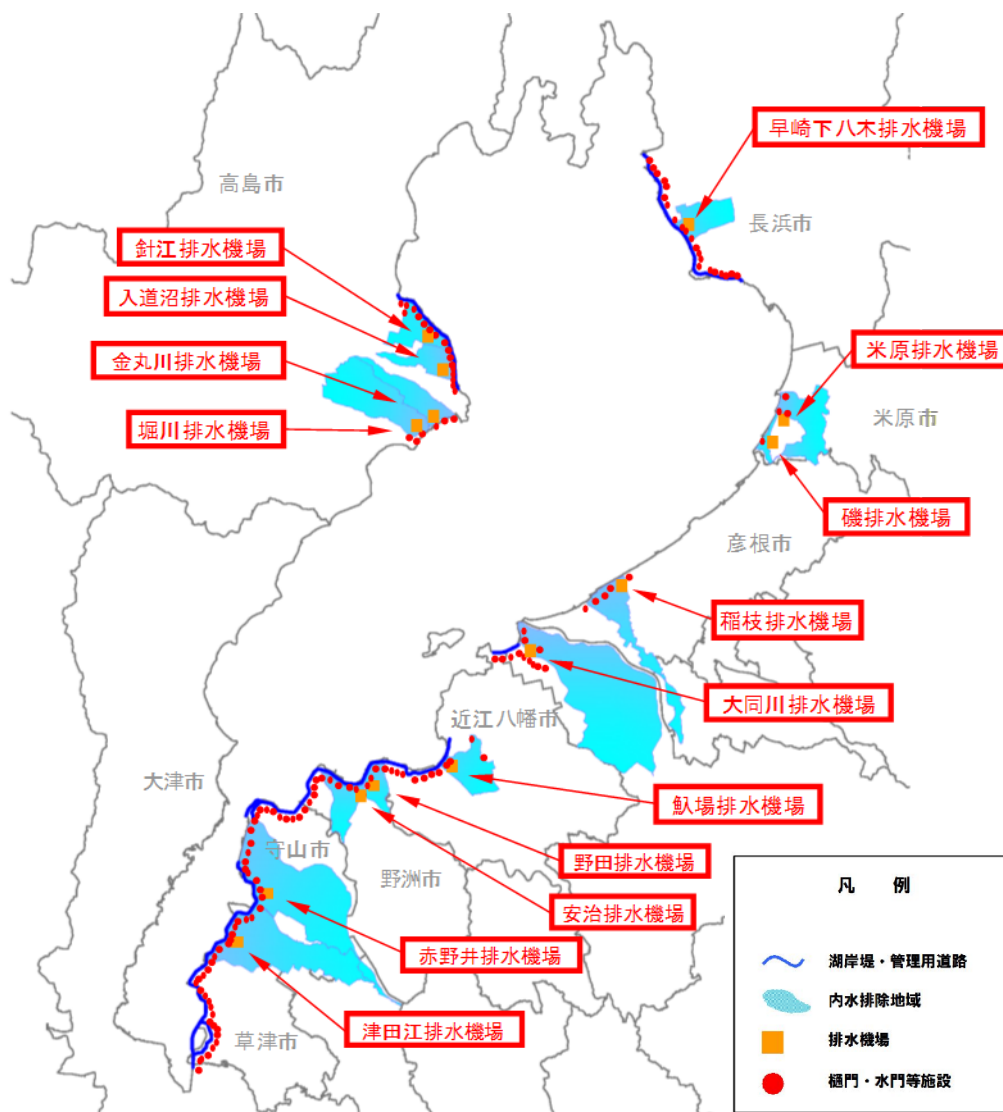 早崎下八木排水機場
高島市
長浜市
針江排水機場
入道沼排水機場
金丸川排水機場
堀川排水機場
米原排水機場
米原市
磯排水機場
彦根市
稲枝排水機場
大同川排水機場
近江八幡市
大津市
魞場排水機場
守山市
野田排水機場
野洲市
安治排水機場
赤野井排水機場
津田江排水機場
草津市
凡 例
湖岸堤・管理用道路
内水排除地域
排水機場
樋門・水門等施設